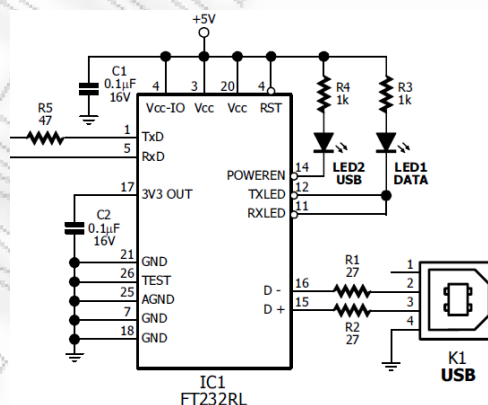 +5V
C1
0.1µF
16V
4
3
20
4
Vcc-IO
Vcc
Vcc
RST
R4
1k
R3
1k
R5
47
1
TxD
5
RxD
LED2
USB
LED1
DATA
POWEREN
14
TXLED
12
RXLED
11
17
3V3 OUT
C2
0.1µF
16V
21
GND
26
TEST
25
AGND
7
GND
18
GND
D -
16
D +
15
R1
27
R2
27
1
2
3
4
K1
USB
IC1
FT232RL